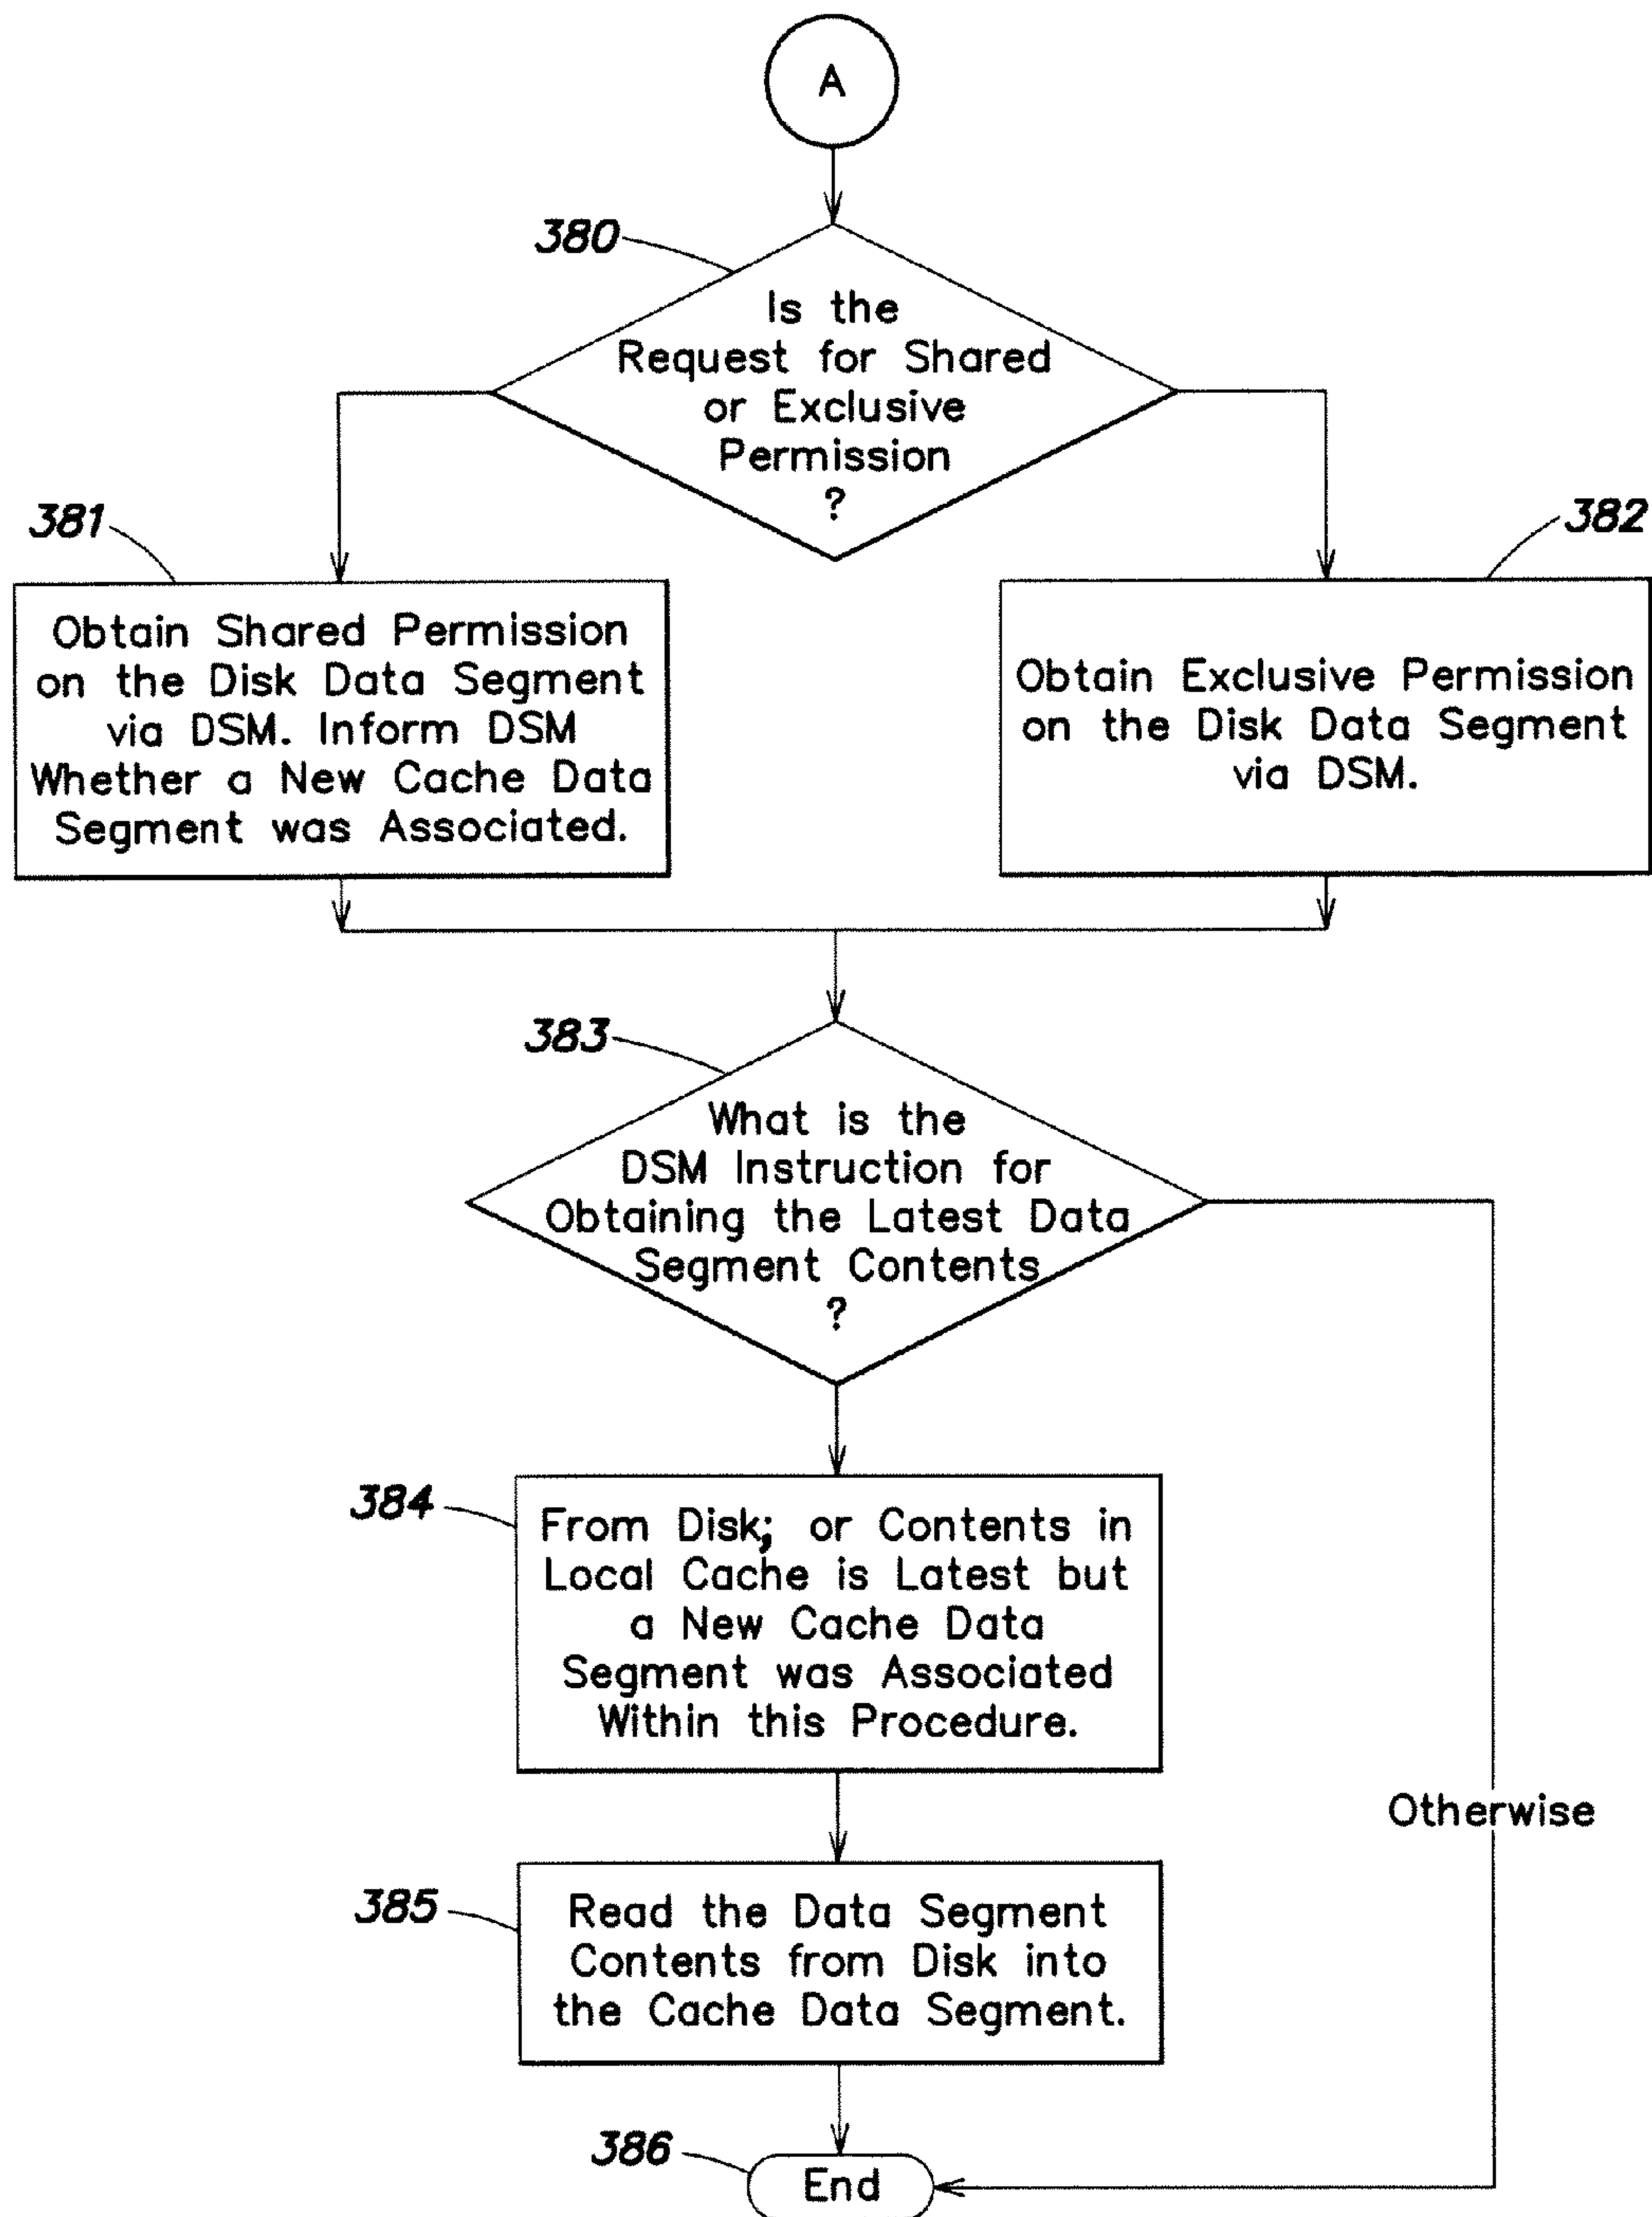 A
380
Is the
Request for Shared
or Exclusive
Permission
?
381
Obtain Shared Permission
on the Disk Data Segment
via DSM. Inform DSM
Whether a New Cache Data
Segment was Associated.
382
Obtain Exclusive Permission
on the Disk Data Segment
via DSM.
383
What is the
DSM Instruction for
Obtaining the Latest Data
Segment Contents
?
384
From Disk; or Contents in
Local Cache is Latest but
a New Cache Data
Segment was Associated
Within this Procedure.
Otherwise
385
Read the Data Segment
Contents from Disk into
the Cache Data Segment.
386
End